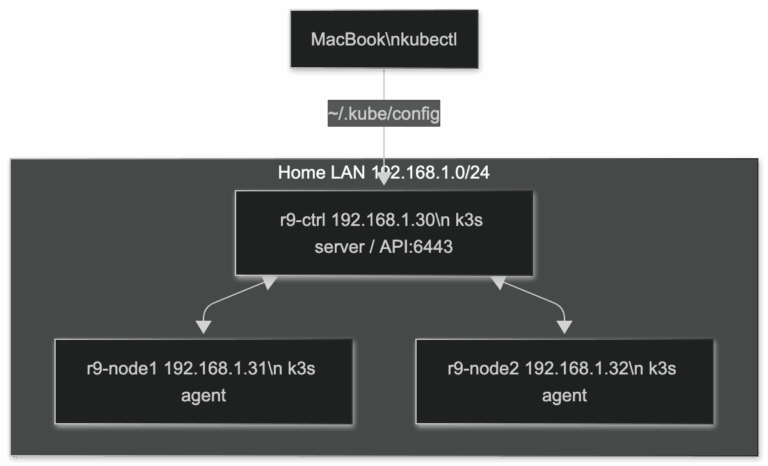 MacBook\nkubectl
~/.kube/config
Home LAN 192.168.1.0/24
r9-ctrl 192.168.1.30\n k3s
server / API:6443
r9-node1 192.168.1.31\n k3s
agent
r9-node2 192.168.1.32\n k3s
agent